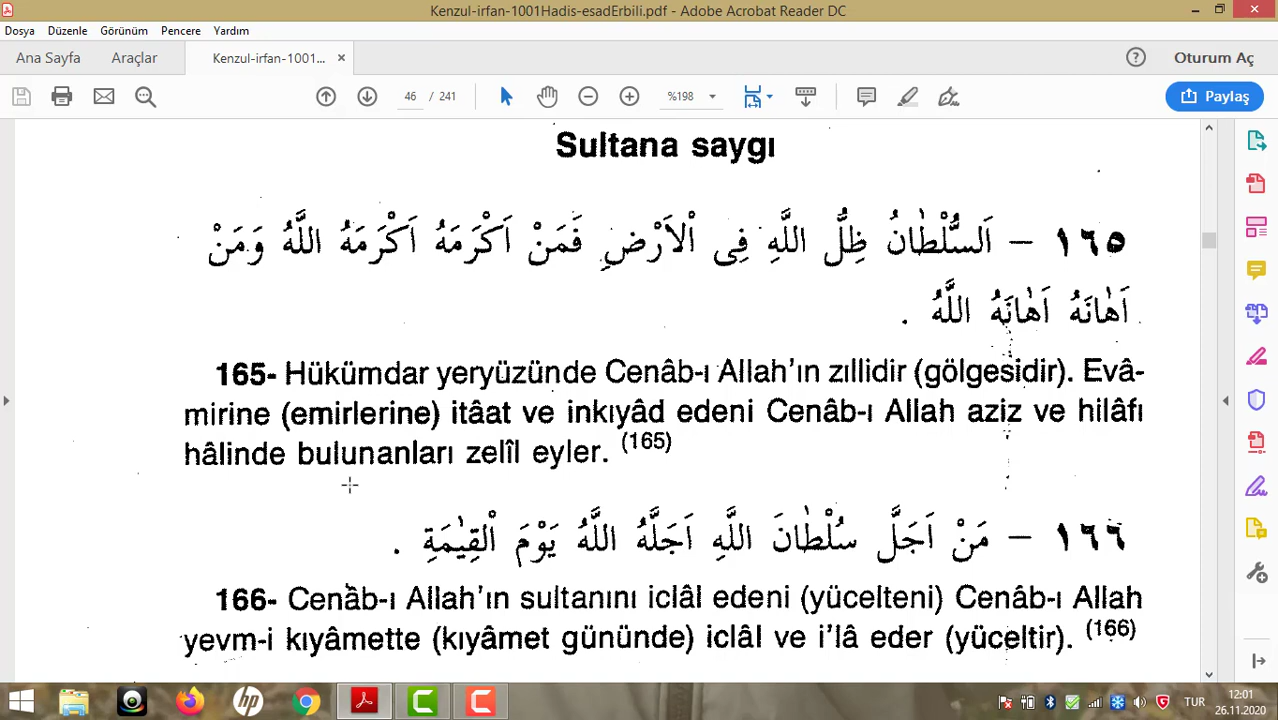 Kenzul-irfan-1001Hadis-esadErbili.pdf - Adobe Acrobat Reader DC
Dosya Düzenle Görünüm Pencere Yardım
Ana Sayfa Araçlar Kenzul-irfan-1001... Oturum Aç
46 / 241 %198 Paylaş
Sultana saygı
١٦٥ – اَلسُّلْطٰانُ ظِلُّ اللَّهِ فِى اْلاَرْضِ فَمَنْ اَكْرَمَهُ اَكْرَمَهُ اللَّهُ وَمَنْ
اَهٰانَهُ اَهٰانَهُ اللَّهُ .
165- Hükümdar yeryüzünde Cenâb-ı Allah'ın zıllidir (gölgesidir). Evâ-
mirine (emirlerine) itâat ve inkıyâd edeni Cenâb-ı Allah aziz ve hilâfı
hâlinde bulunanları zelîl eyler. (165)
١٦٦ – مَنْ اَجَلَّ سُلْطٰانَ اللَّهِ اَجَلَّهُ اللَّهُ يَوْمَ اْلقِيٰمَةِ .
166- Cenâb-ı Allah'ın sultanını iclâl edeni (yücelteni) Cenâb-ı Allah
yevm-i kıyâmette (kıyâmet gününde) iclâl ve i'lâ eder (yüceltir). (166)
hp TUR 12:01
26.11.2020